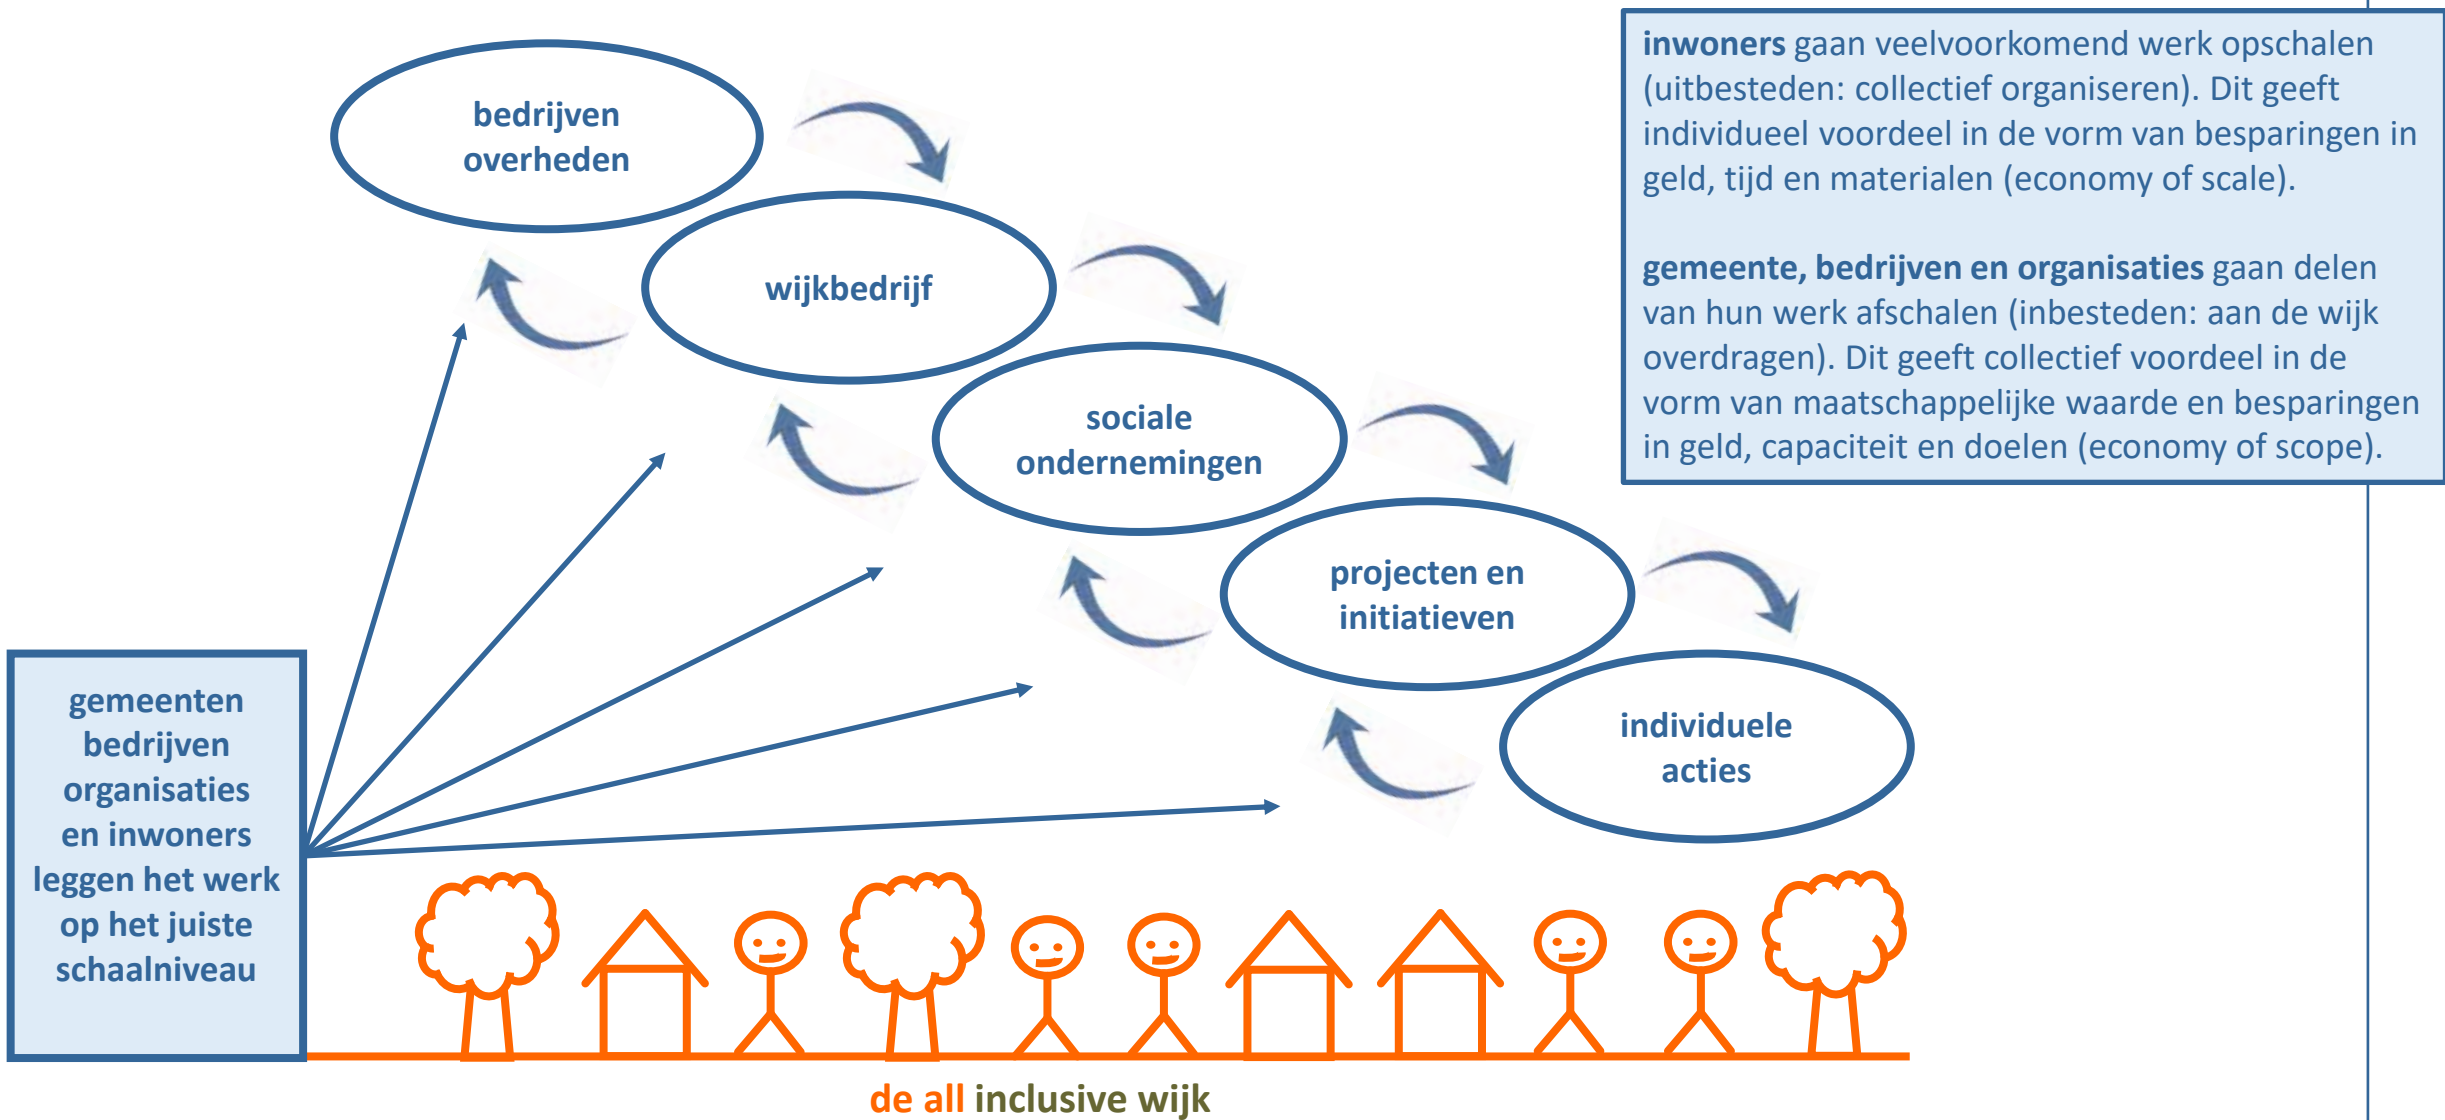 inwoners gaan veelvoorkomend werk opschalen
(uitbesteden: collectief organiseren). Dit geeft
individueel voordeel in de vorm van besparingen in
geld, tijd en materialen (economy of scale).
gemeente, bedrijven en organisaties gaan delen
van hun werk afschalen (inbesteden: aan de wijk
overdragen). Dit geeft collectief voordeel in de
vorm van maatschappelijke waarde en besparingen
in geld, capaciteit en doelen (economy of scope).
bedrijven
overheden
wijkbedrijf
sociale
ondernemingen
projecten en
initiatieven
individuele
acties
gemeenten
bedrijven
organisaties
en inwoners
leggen het werk
op het juiste
schaalniveau
de all inclusive wijk